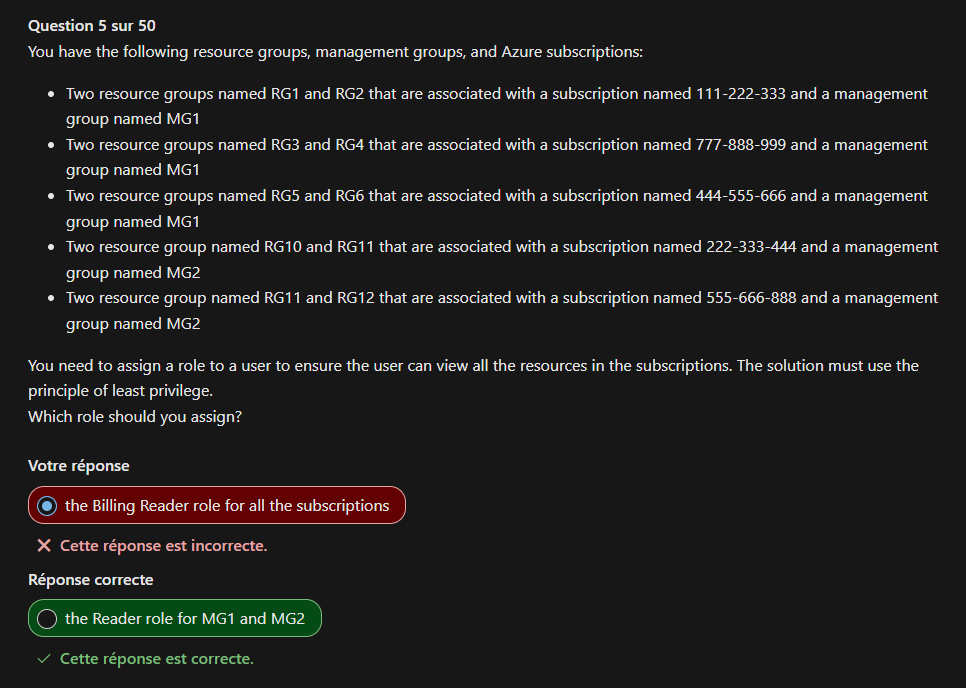 Question 5 sur 50
You have the following resource groups, management groups, and Azure subscriptions:
• Two resource groups named RG1 and RG2 that are associated with a subscription named 111-222-333 and a management
group named MG1
• Two resource groups named RG3 and RG4 that are associated with a subscription named 777-888-999 and a management
group named MG1
• Two resource groups named RG5 and RG6 that are associated with a subscription named 444-555-666 and a management
group named MG1
• Two resource group named RG10 and RG11 that are associated with a subscription named 222-333-444 and a management
group named MG2
• Two resource group named RG11 and RG12 that are associated with a subscription named 555-666-888 and a management
group named MG2
You need to assign a role to a user to ensure the user can view all the resources in the subscriptions. The solution must use the
principle of least privilege.
Which role should you assign?
Votre réponse
the Billing Reader role for all the subscriptions
Cette réponse est incorrecte.
Réponse correcte
the Reader role for MG1 and MG2
Cette réponse est correcte.